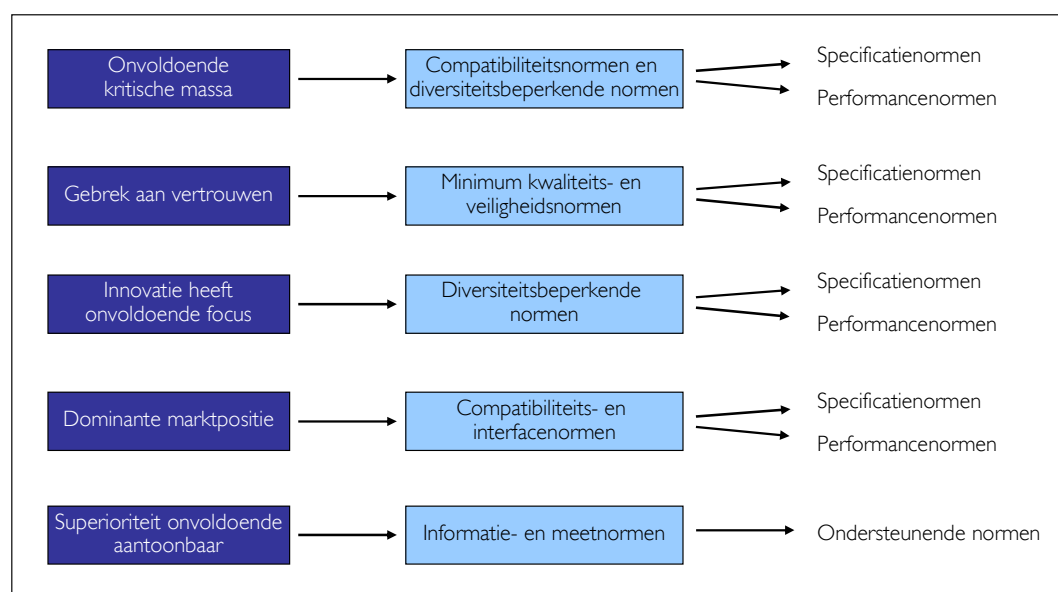 Onvoldoende
kritische massa
Compatibiliteitsnormen en
diversiteitsbeperkende normen
Specificatienormen
Performancenormen
Gebrek aan vertrouwen
Minimum kwaliteits- en
veiligheidsnormen
Specificatienormen
Performancenormen
Innovatie heeft
onvoldoende focus
Diversiteitsbeperkende
normen
Specificatienormen
Performancenormen
Dominante marktpositie
Compatibiliteits- en
interfacenormen
Specificatienormen
Performancenormen
Superioriteit onvoldoende
aantoonbaar
Informatie- en meetnormen
Ondersteunende normen